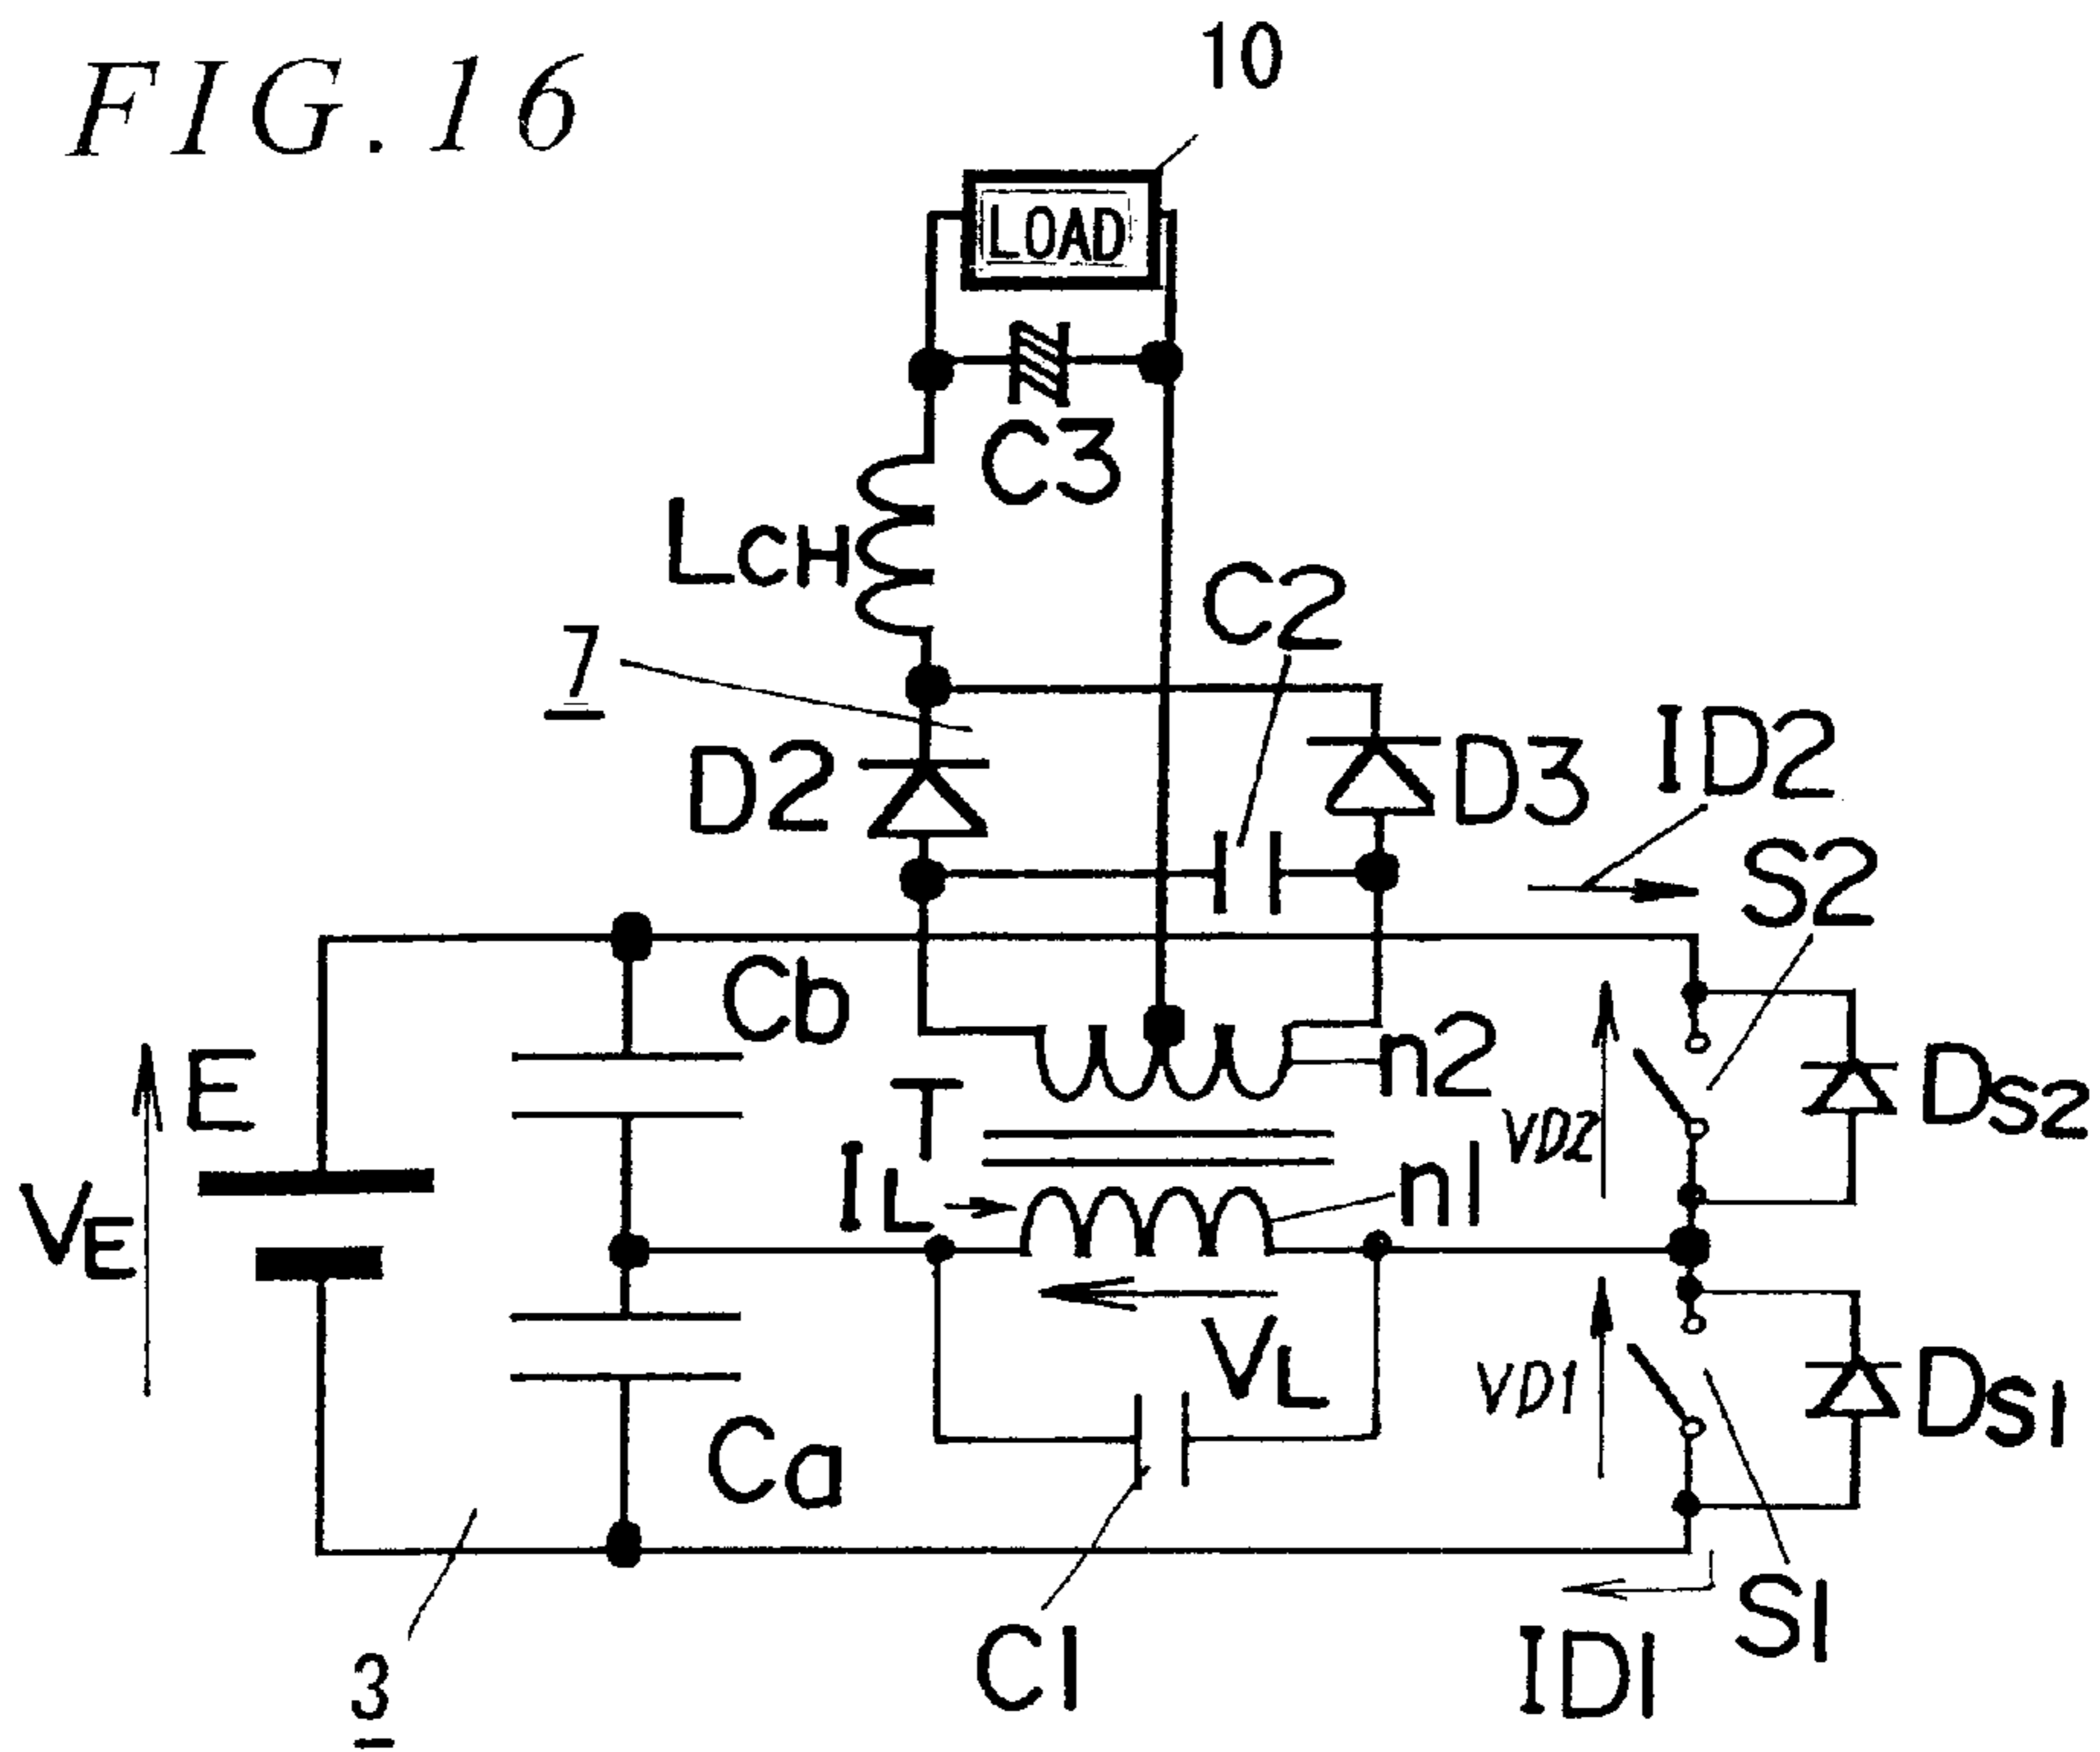 FIG.16
10
LOAD
C3
LCH
C2
7
D2
D3
ID2
S2
Cb
E
n2
T
VD2
DS2
IL
n1
VE
VL
VD1
DS1
Ca
C1
S1
ID1
3